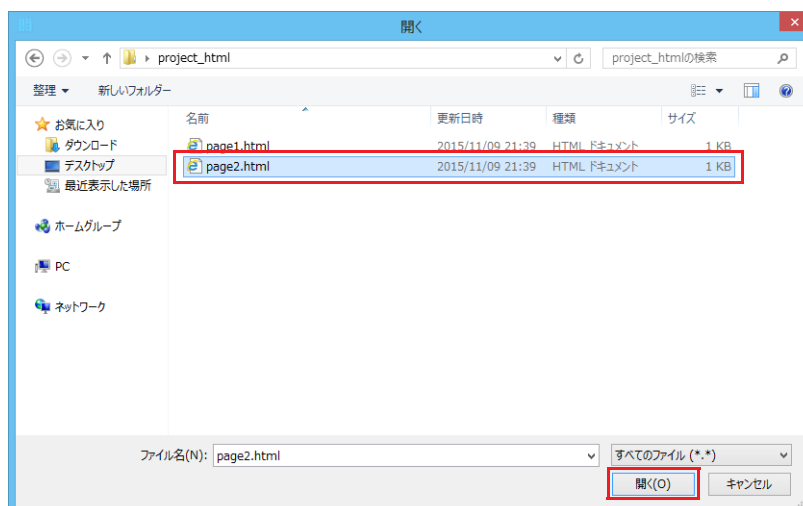 開く
project_html
project_htmlの検索
整理 新しいフォルダー
名前 更新日時 種類 サイズ
お気に入り
ダウンロード
デスクトップ
最近表示した場所
ホームグループ
PC
ネットワーク
page1.html 2015/11/09 21:39 HTML ドキュメント 1 KB
page2.html 2015/11/09 21:39 HTML ドキュメント 1 KB
ファイル名(N): page2.html すべてのファイル (*.*)
開く(O) キャンセル